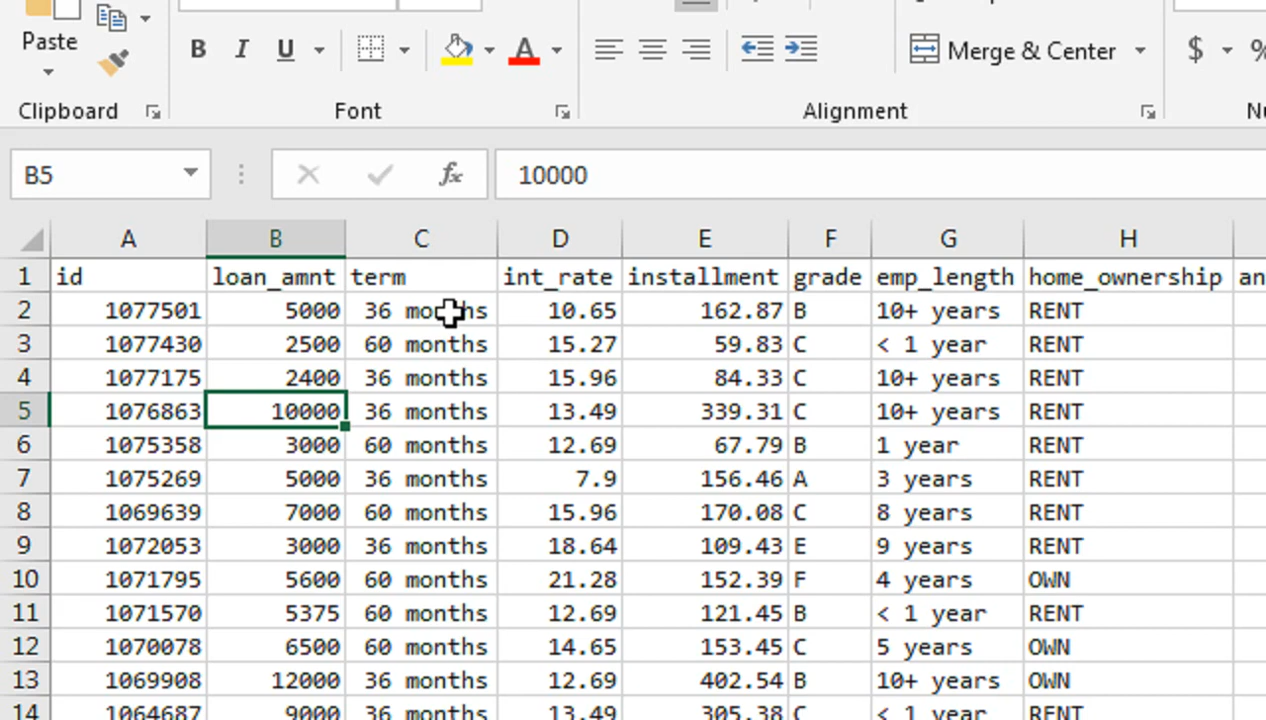 Paste
B I U A
Merge & Center
$ %
Clipboard
Font
Alignment
Nu
B5
fx
10000
A B C D E F G H
1 id loan_amnt term int_rate installment grade emp_length home_ownership an
2 1077501 5000 36 months 10.65 162.87 B 10+ years RENT
3 1077430 2500 60 months 15.27 59.83 C < 1 year RENT
4 1077175 2400 36 months 15.96 84.33 C 10+ years RENT
5 1076863 10000 36 months 13.49 339.31 C 10+ years RENT
6 1075358 3000 60 months 12.69 67.79 B 1 year RENT
7 1075269 5000 36 months 7.9 156.46 A 3 years RENT
8 1069639 7000 60 months 15.96 170.08 C 8 years RENT
9 1072053 3000 36 months 18.64 109.43 E 9 years RENT
10 1071795 5600 60 months 21.28 152.39 F 4 years OWN
11 1071570 5375 60 months 12.69 121.45 B < 1 year RENT
12 1070078 6500 60 months 14.65 153.45 C 5 years OWN
13 1069908 12000 36 months 12.69 402.54 B 10+ years OWN
14 1064687 9000 36 months 13.49 305.38 C < 1 year RENT